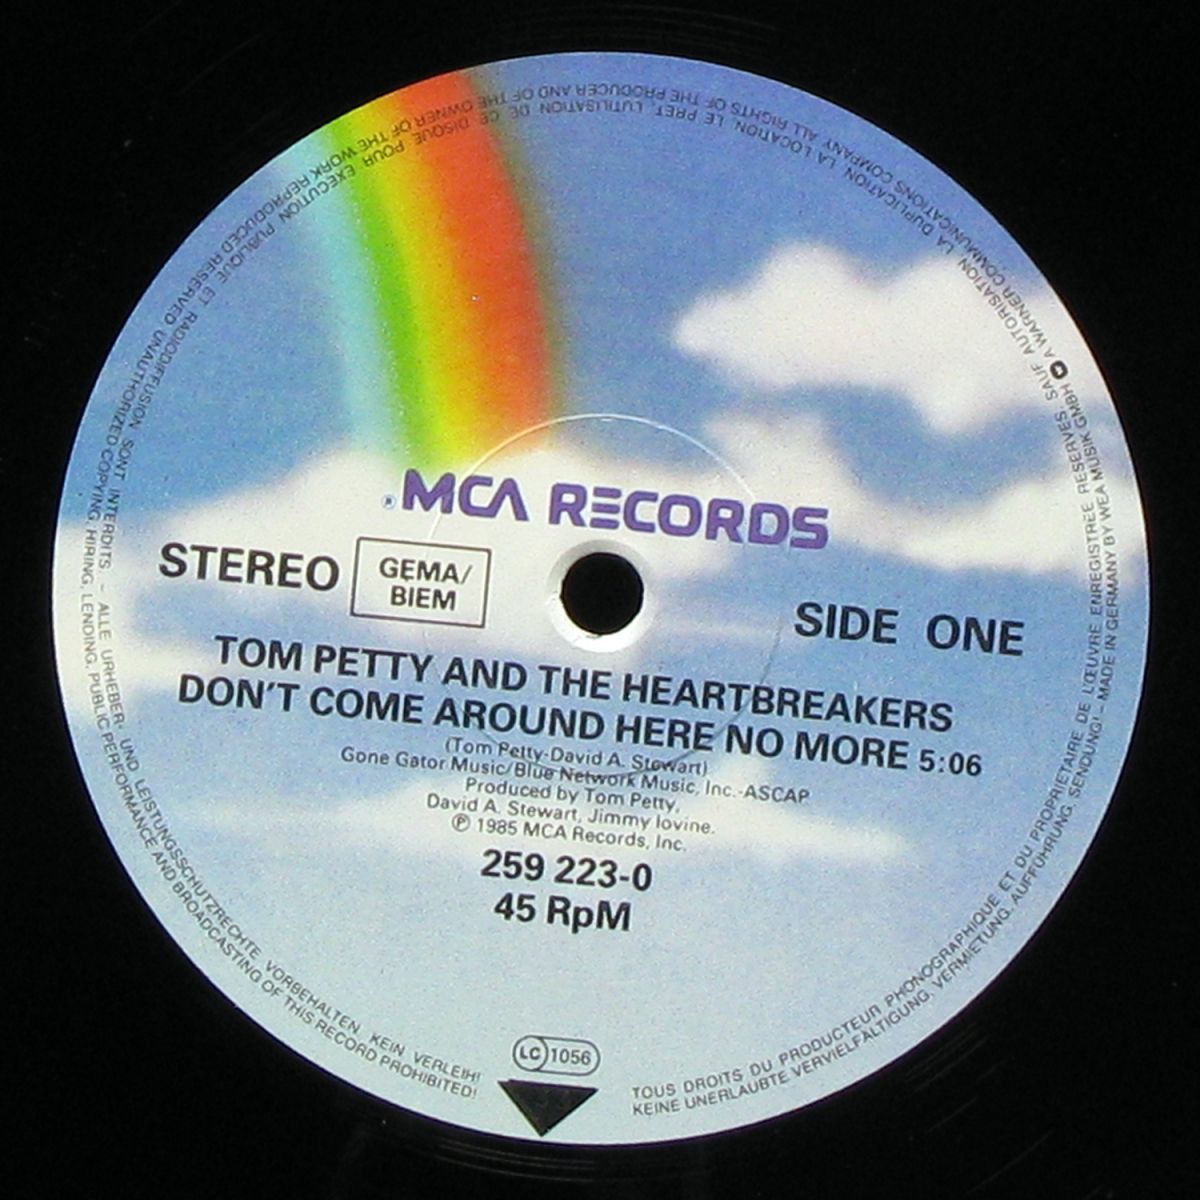 ® MCA RECORDS
STEREO
GEMA/
BIEM
SIDE ONE
TOM PETTY AND THE HEARTBREAKERS
DON'T COME AROUND HERE NO MORE 5:06
(Tom Petty-David A. Stewart)
Gone Gator Music/Blue Network Music, Inc.-ASCAP
Produced by Tom Petty,
David A. Stewart, Jimmy Iovine.
℗ 1985 MCA Records, Inc.
259 223-0
45 RpM
LC 1056
TOUS DROITS DU PRODUCTEUR PHONOGRAPHIQUE ET DU PROPRIETAIRE DE L'ŒUVRE ENREGISTRÉE RESERVES SAUF AUTORISATION, LA DUPLICATION, LA LOCATION, LE PRET, L'UTILISATION DE CE DISQUE POUR EXECUTION PUBLIQUE ET RADIODIFFUSION SONT INTERDITS. – ALLE URHEBER- UND LEISTUNGSSCHUTZRECHTE VORBEHALTEN. KEIN VERLEIH!
KEINE UNERLAUBTE VERVIELFÄLTIGUNG, VERMIETUNG, AUFFÜHRUNG, SENDUNG! – MADE IN GERMANY BY WEA MUSIK GMBH A WARNER COMMUNICATIONS COMPANY. ALL RIGHTS OF THE PRODUCER AND OF THE OWNER OF THE WORK REPRODUCED RESERVED UNAUTHORIZED COPYING, HIRING, LENDING, PUBLIC PERFORMANCE AND BROADCASTING OF THIS RECORD PROHIBITED!